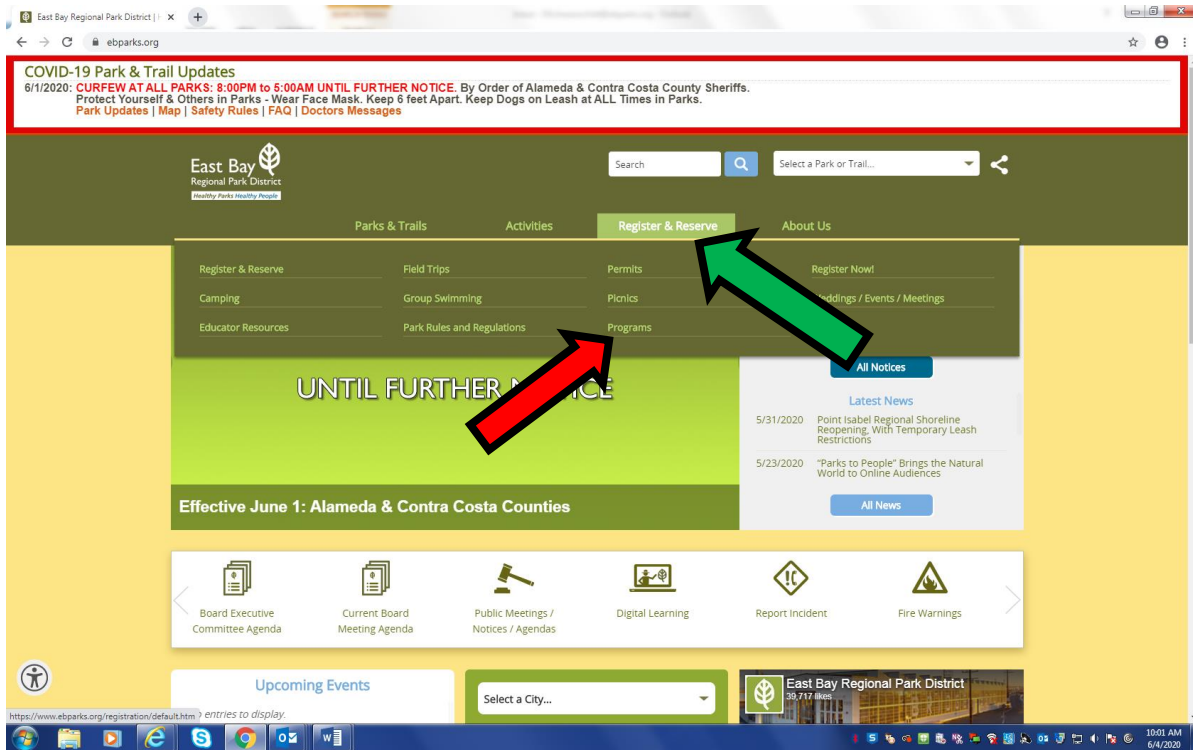 East Bay Regional Park District |
ebparks.org
COVID-19 Park & Trail Updates
6/1/2020: CURFEW AT ALL PARKS: 8:00PM to 5:00AM UNTIL FURTHER NOTICE. By Order of Alameda & Contra Costa County Sheriffs.
Protect Yourself & Others in Parks - Wear Face Mask. Keep 6 feet Apart. Keep Dogs on Leash at ALL Times in Parks.
Park Updates | Map | Safety Rules | FAQ | Doctors Messages
East Bay
Regional Park District
Healthy Parks Healthy People
Search
Select a Park or Trail...
Parks & Trails Activities Register & Reserve About Us
Register & Reserve Field Trips Permits Register Now!
Camping Group Swimming Picnics Weddings / Events / Meetings
Educator Resources Park Rules and Regulations Programs
UNTIL FURTHER NOTICE
All Notices
Latest News
5/31/2020 Point Isabel Regional Shoreline
Reopening, With Temporary Leash
Restrictions
5/23/2020 "Parks to People" Brings the Natural
World to Online Audiences
All News
Effective June 1: Alameda & Contra Costa Counties
Board Executive
Committee Agenda
Current Board
Meeting Agenda
Public Meetings /
Notices / Agendas
Digital Learning
Report Incident
Fire Warnings
Upcoming Events
entries to display.
Select a City...
East Bay Regional Park District
39,717 likes
https://www.ebparks.org/registration/default.htm
10:01 AM
6/4/2020